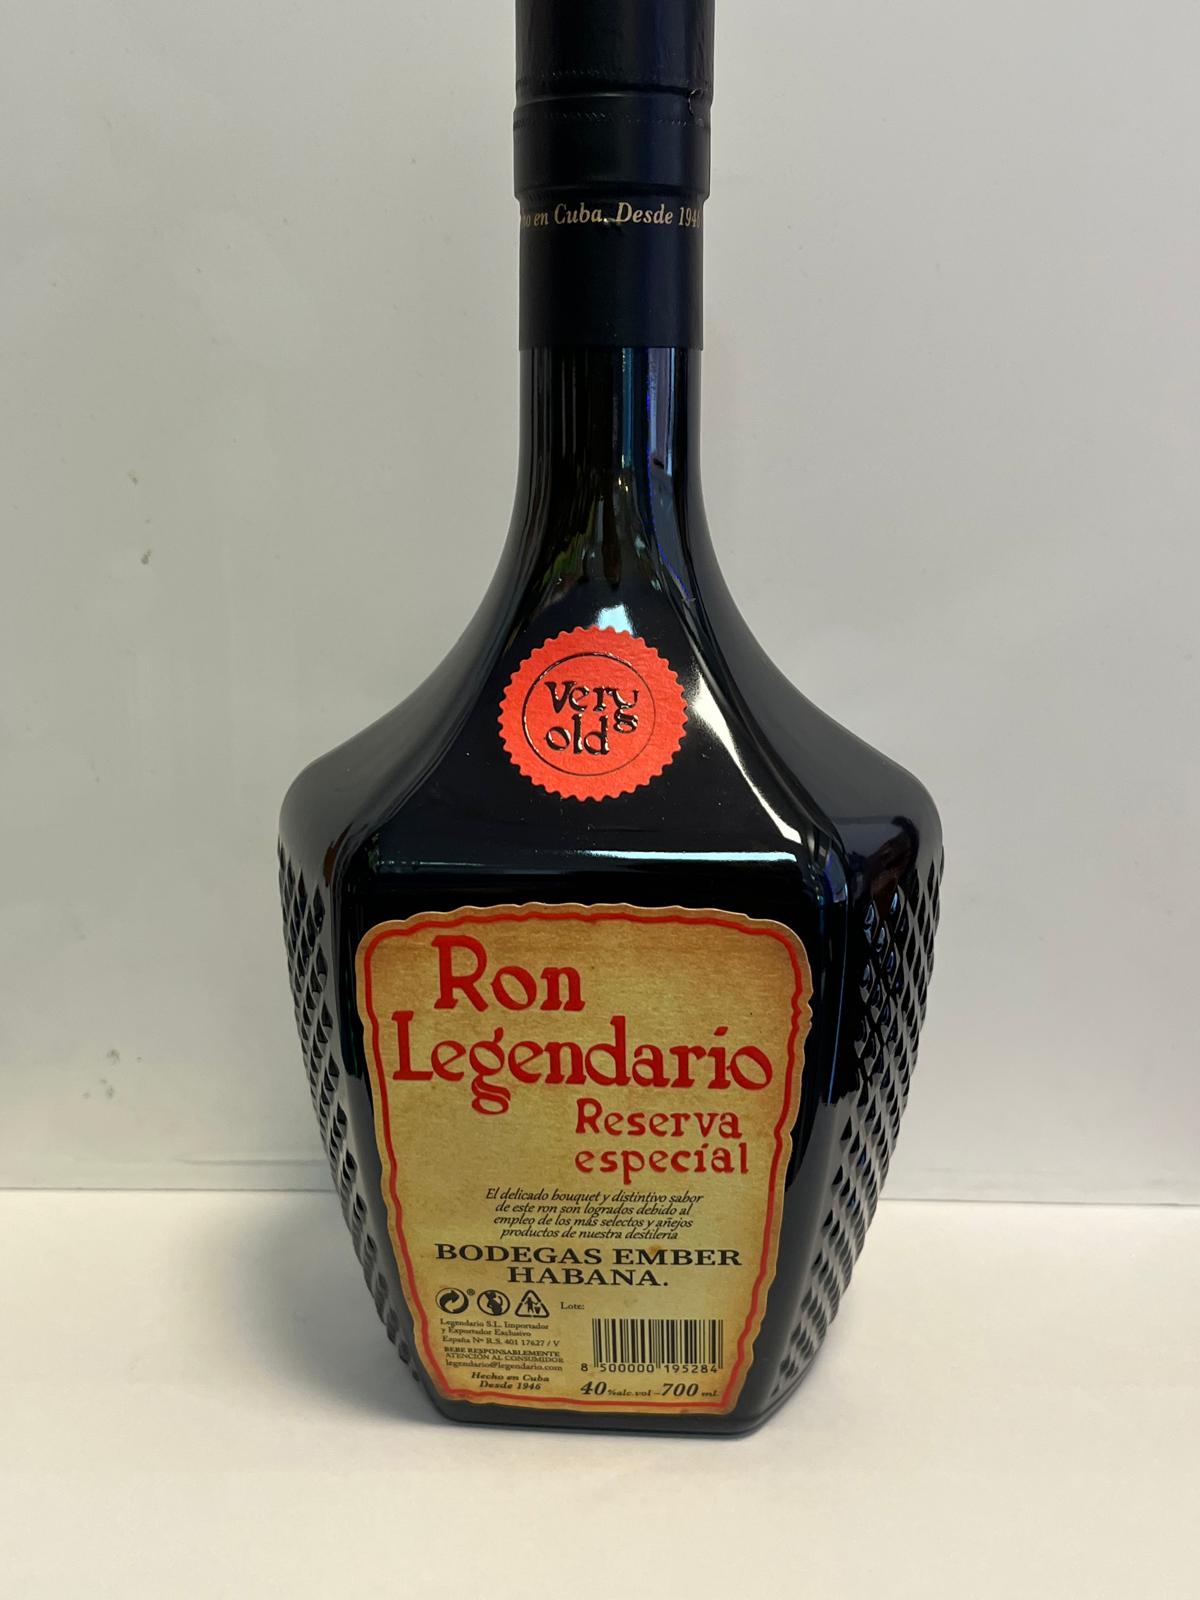 en Cuba. Desde 194
Very
old
Ron
Legendario
Reserva
especial
El delicado bouquet y distintivo sabor
de este ron son logrados debido al
empleo de los más selectos y añejos
productos de nuestra destilería
BODEGAS EMBER
HABANA.
Lote:
Legendario S.L. Importador
y Exportador Exclusivo
España Nº R.S. 401 17627 / V
BEBE RESPONSABLEMENTE
ATENCIÓN AL CONSUMIDOR
legendario@legendario.com
Hecho en Cuba
Desde 1946
8 500000 195284
40%alc.vol - 700 ml.